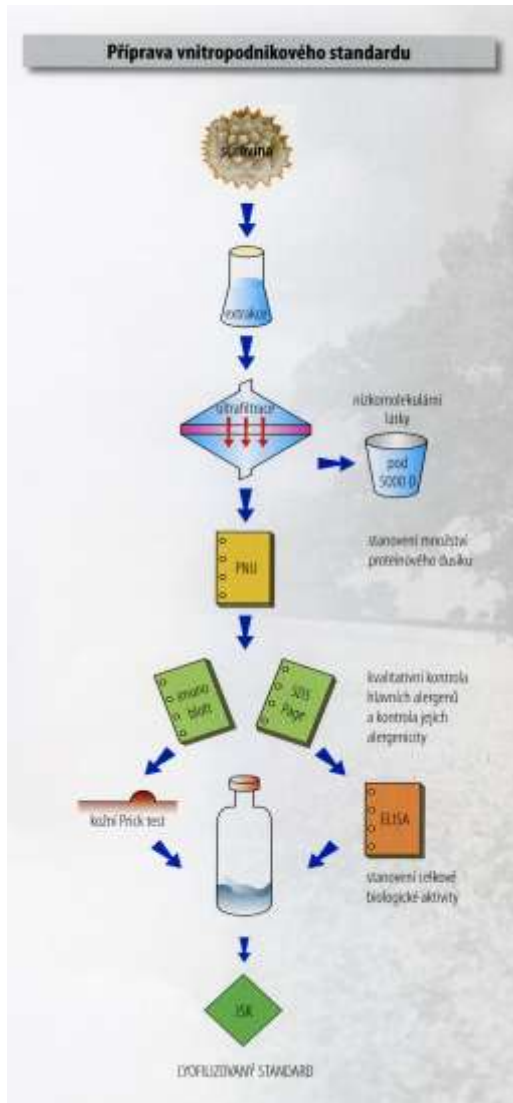 Příprava vnitropodnikového standardu
surovina
extrakce
ultrafiltrace
nízkomolekulární
látky
pod
5000 D
stanovení množství
proteinového dusíku
PNU
imuno
blott
SDS
Page
kvalitativní kontrola
hlavních alergenů
a kontrola jejich
alergenicity
kožní Prick test
ELISA
stanovení celkové
biologické aktivity
JSK
LYOFILIZOVANÝ STANDARD